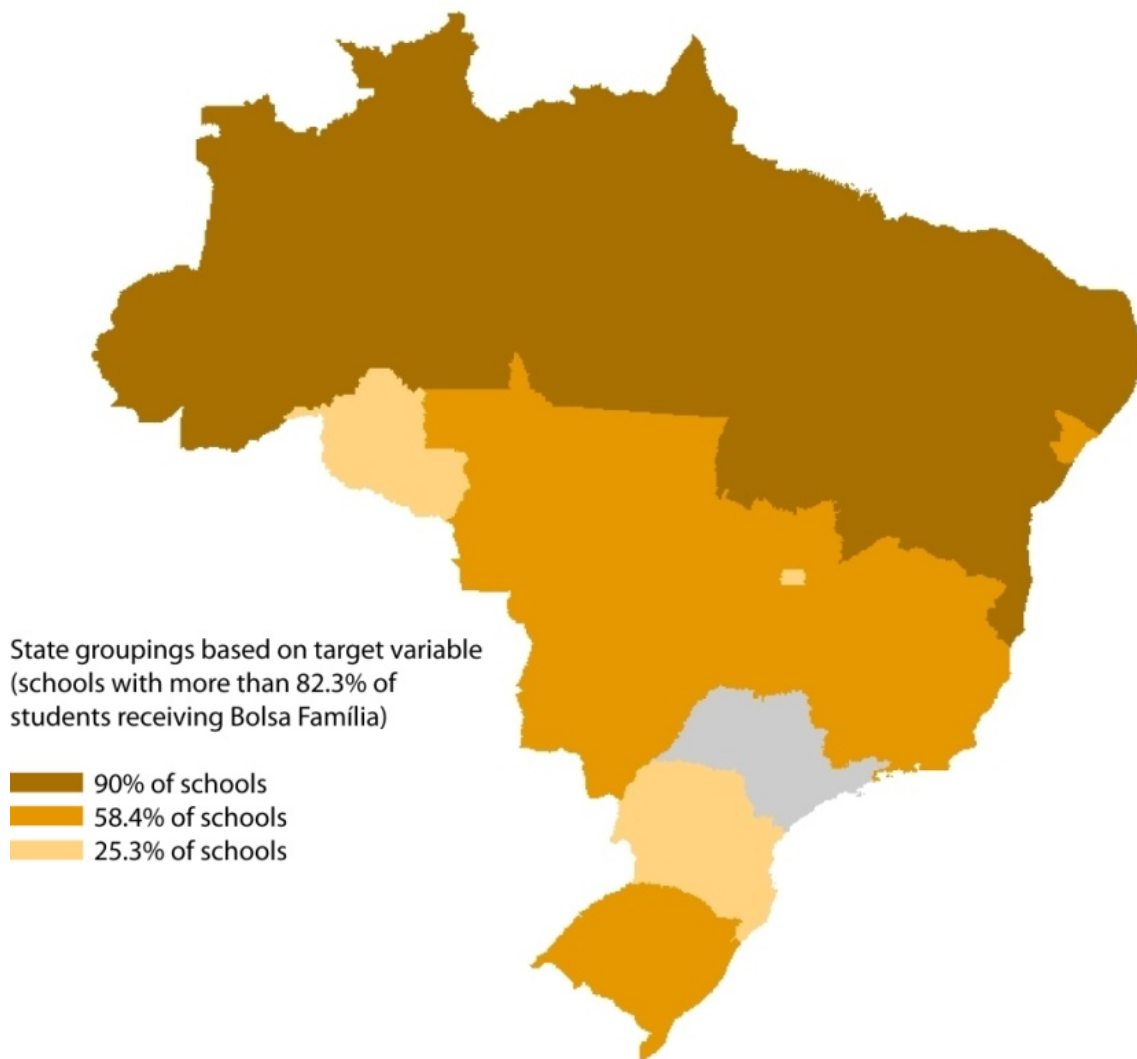 State groupings based on target variable
(schools with more than 82.3% of
students receiving Bolsa Família)
90% of schools
58.4% of schools
25.3% of schools